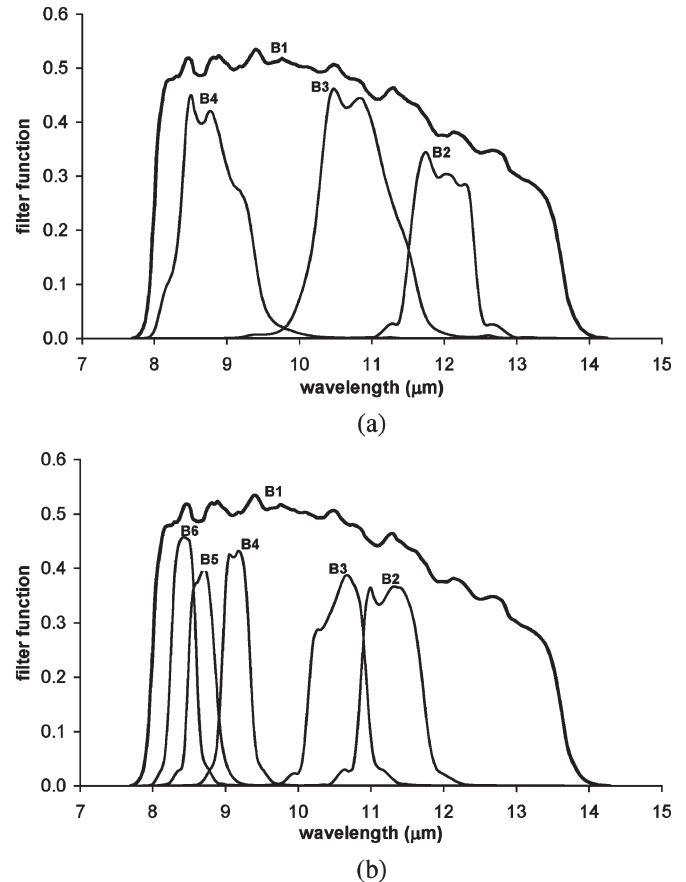 0.6
0.5
0.4
0.3
0.2
0.1
0.0
filter function
B1
B3
B4
B2
7 8 9 10 11 12 13 14 15
wavelength (μm)
(a)
0.6
0.5
0.4
0.3
0.2
0.1
0.0
filter function
B1
B6
B4
B5
B3
B2
7 8 9 10 11 12 13 14 15
wavelength (μm)
(b)